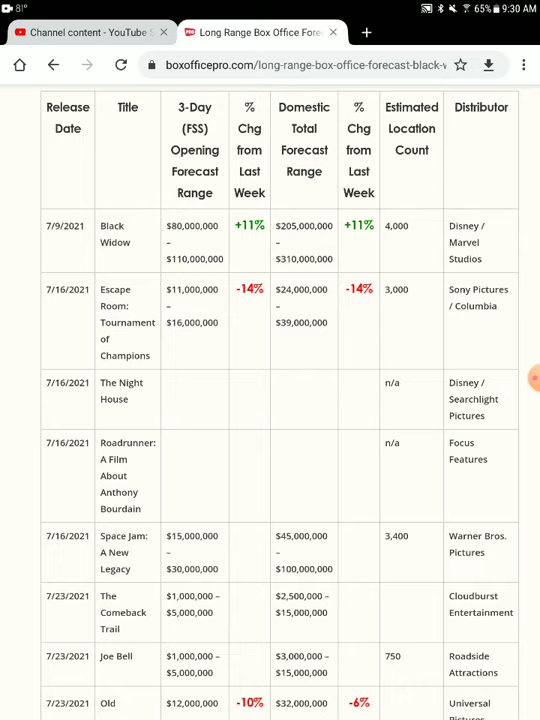 81°
65% 9:30 AM
Channel content - YouTube S
PRO Long Range Box Office Fore
boxofficepro.com/long-range-box-office-forecast-black-w
Release Date Title 3-Day (FSS) Opening Forecast Range % Chg from Last Week Domestic Total Forecast Range % Chg from Last Week Estimated Location Count Distributor
7/9/2021 Black Widow $80,000,000 – $110,000,000 +11% $205,000,000 – $310,000,000 +11% 4,000 Disney / Marvel Studios
7/16/2021 Escape Room: Tournament of Champions $11,000,000 – $16,000,000 -14% $24,000,000 – $39,000,000 -14% 3,000 Sony Pictures / Columbia
7/16/2021 The Night House n/a Disney / Searchlight Pictures
7/16/2021 Roadrunner: A Film About Anthony Bourdain n/a Focus Features
7/16/2021 Space Jam: A New Legacy $15,000,000 – $30,000,000 $45,000,000 – $100,000,000 3,400 Warner Bros. Pictures
7/23/2021 The Comeback Trail $1,000,000 – $5,000,000 $2,500,000 – $15,000,000 Cloudburst Entertainment
7/23/2021 Joe Bell $1,000,000 – $5,000,000 $3,000,000 – $15,000,000 750 Roadside Attractions
7/23/2021 Old $12,000,000 -10% $32,000,000 -6% Universal Pictures